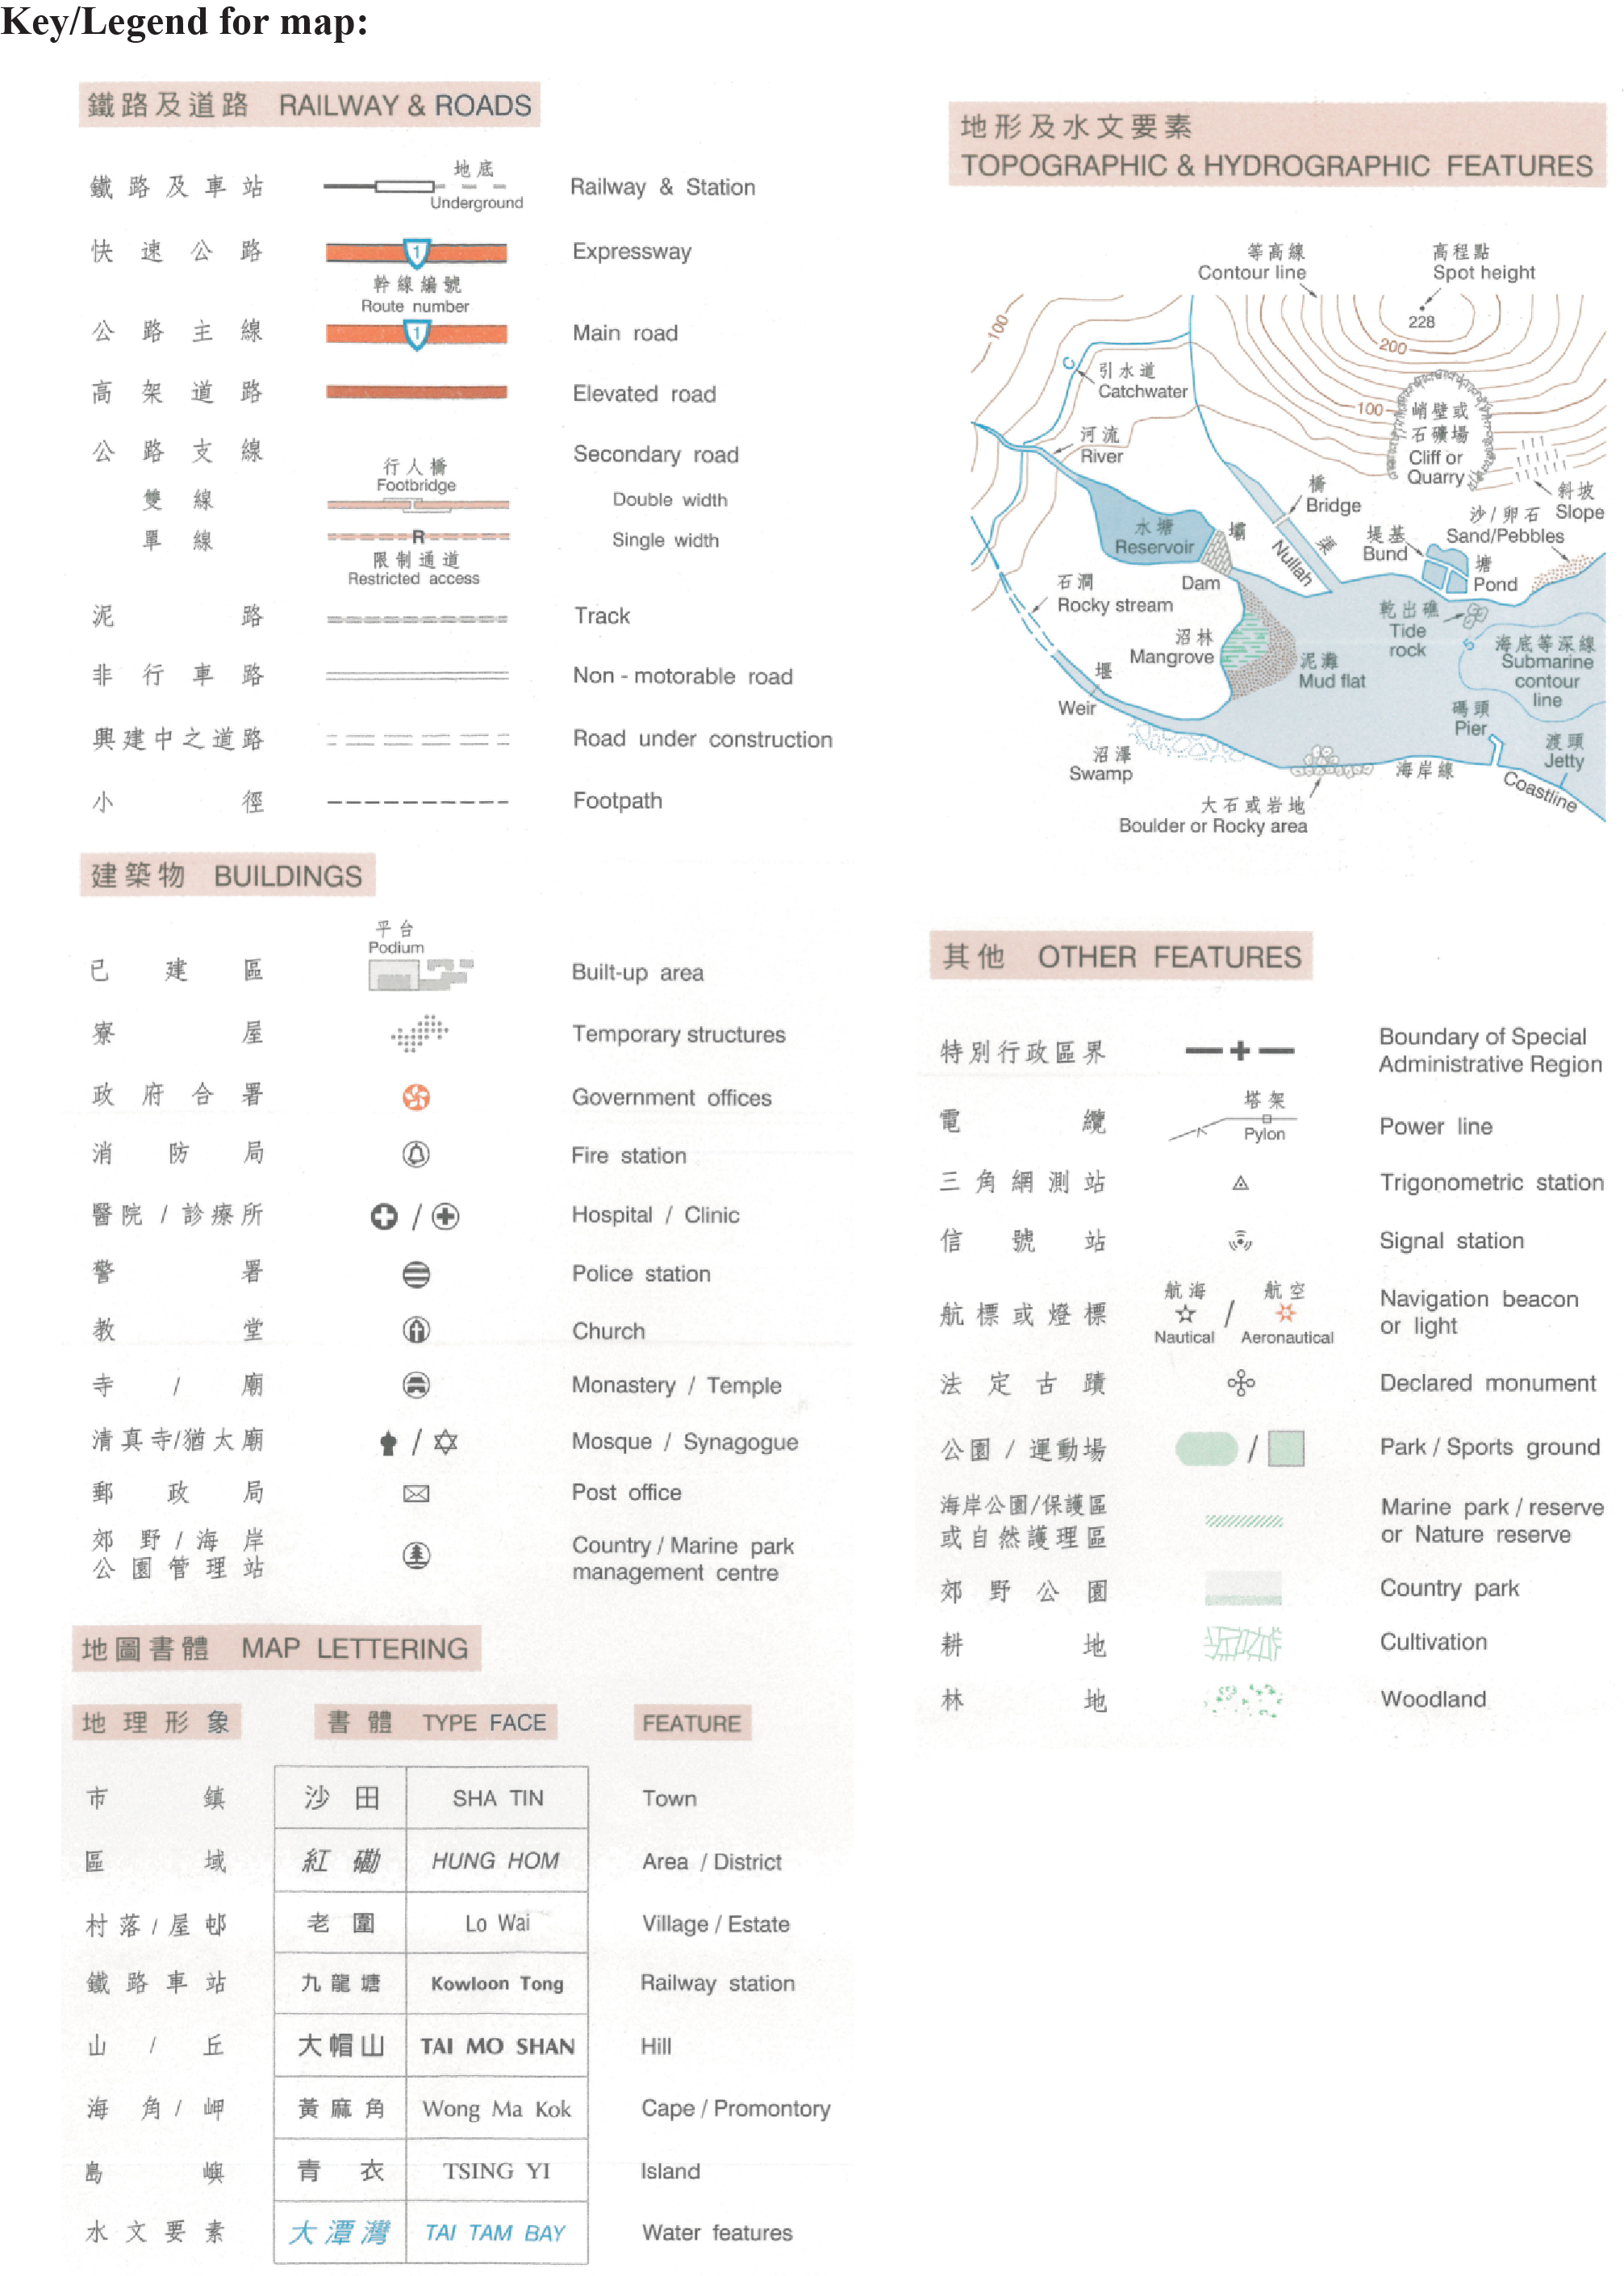 Key/Legend for map:
鐵路及道路 RAILWAY & ROADS
鐵路及車站 地底 Underground Railway & Station
快速公路 1 Expressway
幹線編號
Route number
公路主線 1 Main road
高架道路 Elevated road
公路支線 Secondary road
行人橋
Footbridge
雙線 Double width
單線 R Single width
限制通道
Restricted access
泥路 Track
非行車路 Non - motorable road
興建中之道路 Road under construction
小徑 Footpath
建築物 BUILDINGS
平台
Podium
已建區 Built-up area
寮屋 Temporary structures
政府合署 Government offices
消防局 Fire station
醫院 / 診療所 / Hospital / Clinic
警署 Police station
教堂 Church
寺 / 廟 Monastery / Temple
清真寺/猶太廟 / Mosque / Synagogue
郵政局 Post office
郊野/海岸 Country / Marine park
公園管理站 management centre
地圖書體 MAP LETTERING
地理形象 書體 TYPE FACE FEATURE
市鎮 沙田 SHA TIN Town
區域 紅磡 HUNG HOM Area / District
村落/屋邨 老圍 Lo Wai Village / Estate
鐵路車站 九龍塘 Kowloon Tong Railway station
山 / 丘 大帽山 TAI MO SHAN Hill
海角/岬 黃麻角 Wong Ma Kok Cape / Promontory
島嶼 青衣 TSING YI Island
水文要素 大潭灣 TAI TAM BAY Water features
地形及水文要素
TOPOGRAPHIC & HYDROGRAPHIC FEATURES
等高線
Contour line
高程點
Spot height
100
228
200
引水道
C
Catchwater
100
峭壁或
石礦場
Cliff or
Quarry
河流
River
橋
Bridge
斜坡
Slope
沙/卵石
Sand/Pebbles
水塘
Reservoir
壩
Dam
渠
Nullah
堤基
Bund
塘
Pond
石澗
Rocky stream
乾出礁
Tide
rock
沼林
Mangrove
泥灘
Mud flat
5
海底等深線
Submarine
contour
line
堰
Weir
碼頭
Pier
渡頭
Jetty
沼澤
Swamp
海岸線
Coastline
大石或岩地
Boulder or Rocky area
其他 OTHER FEATURES
特別行政區界 Boundary of Special
Administrative Region
電纜 塔架 Pylon Power line
三角網測站 Trigonometric station
信號站 Signal station
航標或燈標 航海 Nautical / 航空 Aeronautical Navigation beacon
or light
法定古蹟 Declared monument
公園 / 運動場 / Park / Sports ground
海岸公園/保護區 Marine park / reserve
或自然護理區 or Nature reserve
郊野公園 Country park
耕地 Cultivation
林地 Woodland